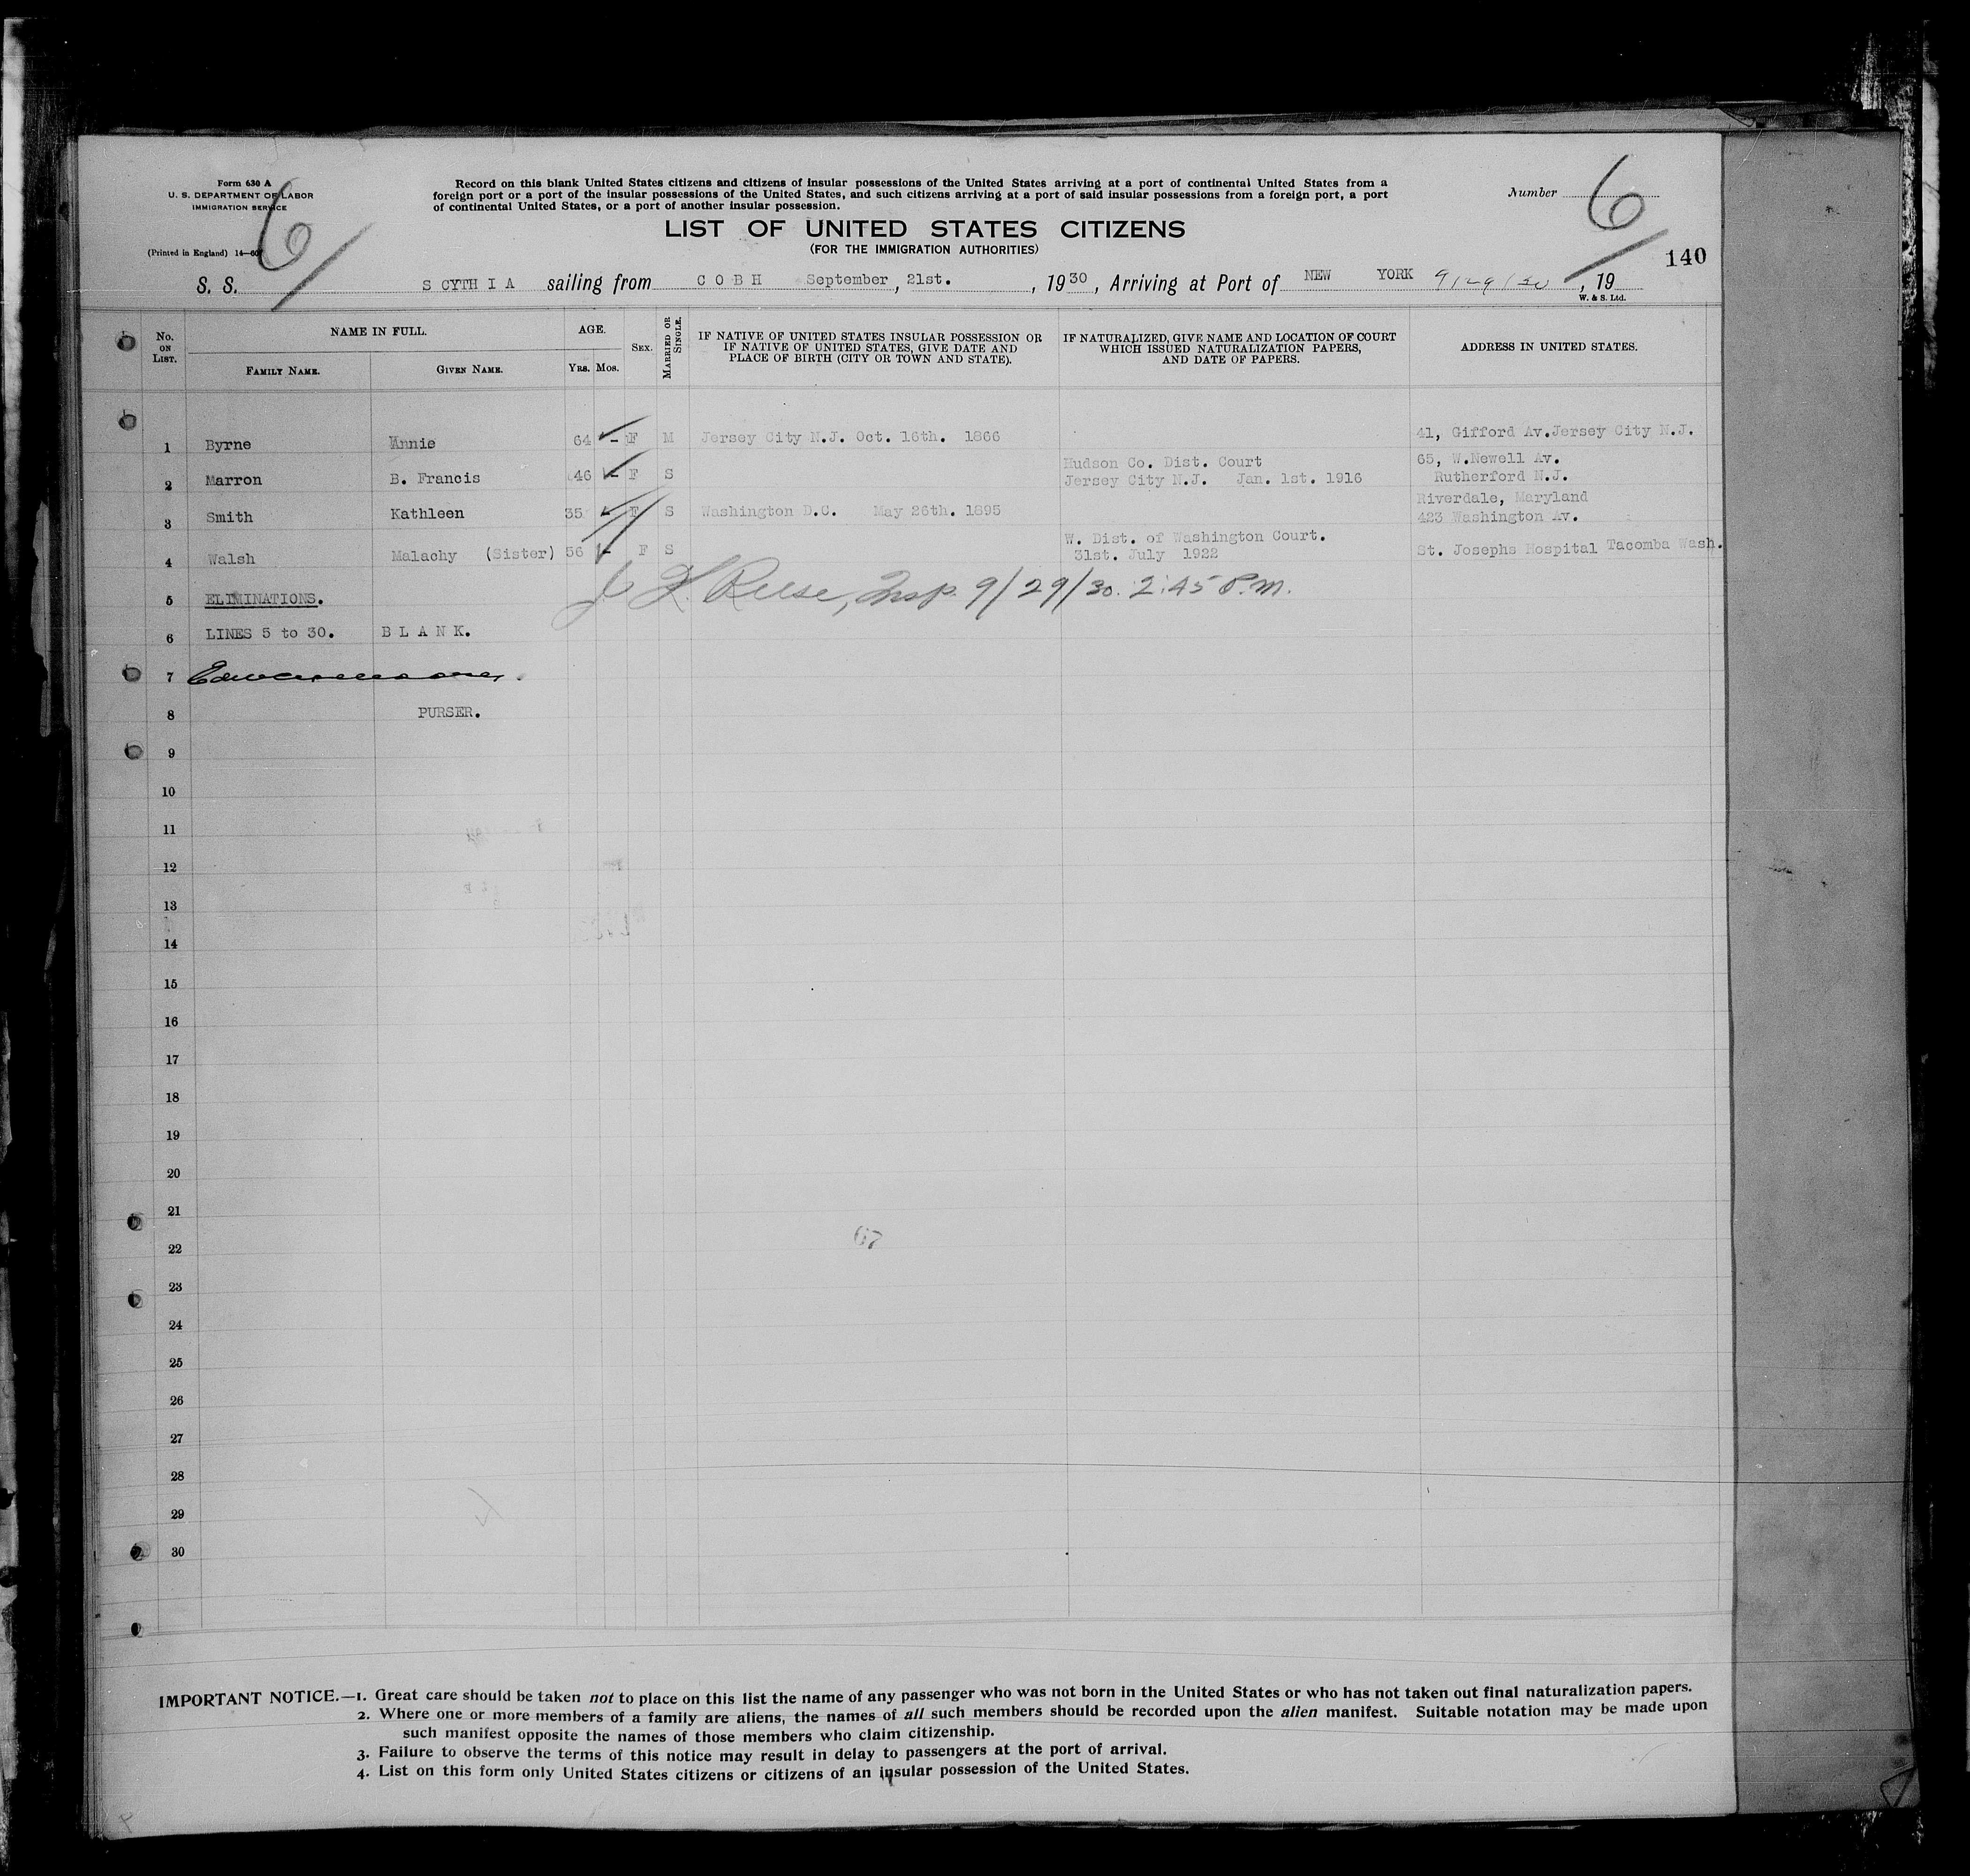 Form 630 A
U. S. DEPARTMENT OF LABOR
IMMIGRATION SERVICE
(Printed in England) 14—
6
Record on this blank United States citizens and citizens of insular possessions of the United States arriving at a port of continental United States from a
foreign port or a port of the insular possessions of the United States, and such citizens arriving at a port of said insular possessions from a foreign port, a port
of continental United States, or a port of another insular possession.
Number 6
LIST OF UNITED STATES CITIZENS
(FOR THE IMMIGRATION AUTHORITIES)
140
S. S. SCYTHIA sailing from COBH September, 21st. , 1930, Arriving at Port of NEW YORK 9/29/30, 19
W. & S. Ltd.
No. ON LIST. NAME IN FULL. FAMILY NAME. GIVEN NAME. AGE. YRS. MOS. SEX. MARRIED OR SINGLE. IF NATIVE OF UNITED STATES INSULAR POSSESSION OR IF NATIVE OF UNITED STATES, GIVE DATE AND PLACE OF BIRTH (CITY OR TOWN AND STATE). IF NATURALIZED, GIVE NAME AND LOCATION OF COURT WHICH ISSUED NATURALIZATION PAPERS, AND DATE OF PAPERS. ADDRESS IN UNITED STATES.
1 Byrne Annie 64 – F M Jersey City N.J. Oct. 16th. 1866 41, Gifford Av.Jersey City N.J.
2 Marron B. Francis 46 – F S Hudson Co. Dist. Court Jersey City N.J. Jan. 1st. 1916 65, W.Newell Av. Rutherford N.J.
3 Smith Kathleen 35 – F S Washington D.C. May 26th. 1895 Riverdale, Maryland 423 Washington Av.
4 Walsh Malachy (Sister) 56 – F S W. Dist. of Washington Court. 31st. July 1922 St. Josephs Hospital Tacomba Wash.
5 ELIMINATIONS. Reese, Insp. 9/29/30. 2:45 P.M.
6 LINES 5 to 30. BLANK.
7
8 PURSER.
9
10
11
12
13
14
15
16
17
18
19
20
21
22
23
24
25
26
27
28
29
30
67
IMPORTANT NOTICE.—1. Great care should be taken not to place on this list the name of any passenger who was not born in the United States or who has not taken out final naturalization papers.
2. Where one or more members of a family are aliens, the names of all such members should be recorded upon the alien manifest. Suitable notation may be made upon
such manifest opposite the names of those members who claim citizenship.
3. Failure to observe the terms of this notice may result in delay to passengers at the port of arrival.
4. List on this form only United States citizens or citizens of an insular possession of the United States.